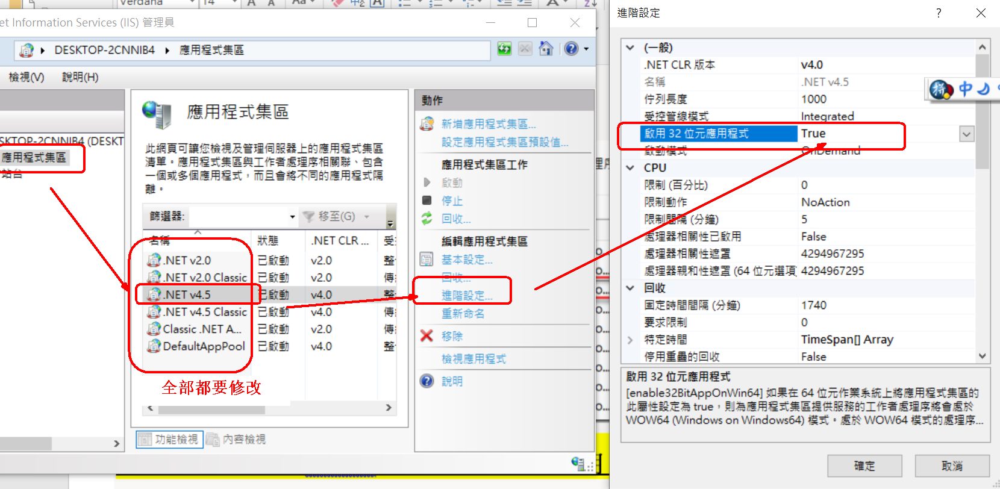 Verdana
14
et Information Services (IIS) 管理員
DESKTOP-2CNNIB4
應用程式集區
檢視(V)
說明(H)
SKTOP-2CNNIB4 (DESKT
應用程式集區
站台
應用程式集區
此網頁可讓您檢視及管理伺服器上的應用程式集區
清單。應用程式集區與工作者處理序相關聯、包含
一個或多個應用程式，而且會將不同的應用程式隔
離。
篩選器:
移至(G)
名稱 狀態 .NET CLR ... 受
.NET v2.0 已啟動 v2.0 整
.NET v2.0 Classic 已啟動 v2.0 傳
.NET v4.5 已啟動 v4.0 整
.NET v4.5 Classic 已啟動 v4.0 傳
Classic .NET A... 已啟動 v2.0 傳
DefaultAppPool 已啟動 v4.0 整
全部都要修改
功能檢視
內容檢視
動作
新增應用程式集區...
設定應用程式集區預設值...
應用程式集區工作
啟動
停止
回收...
編輯應用程式集區
基本設定...
回收...
進階設定...
重新命名
移除
檢視應用程式
說明
進階設定
(一般)
.NET CLR 版本 v4.0
名稱 .NET v4.5
佇列長度 1000
受控管線模式 Integrated
啟用 32 位元應用程式 True
啟動模式 OnDemand
CPU
限制 (百分比) 0
限制動作 NoAction
限制間隔 (分鐘) 5
處理器相關性已啟用 False
處理器相關性遮罩 4294967295
處理器親和性遮罩 (64 位元選項) 4294967295
回收
固定時間間隔 (分鐘) 1740
要求限制 0
特定時間 TimeSpan[] Array
停用重疊的回收 False
啟用 32 位元應用程式
[enable32BitAppOnWin64] 如果在 64 位元作業系統上將應用程式集區的
此屬性設定為 true，則為應用程式集區提供服務的工作者處理序將會處於
WOW64 (Windows on Windows64) 模式。處於 WOW64 模式的處理序...
確定
取消
拼
中